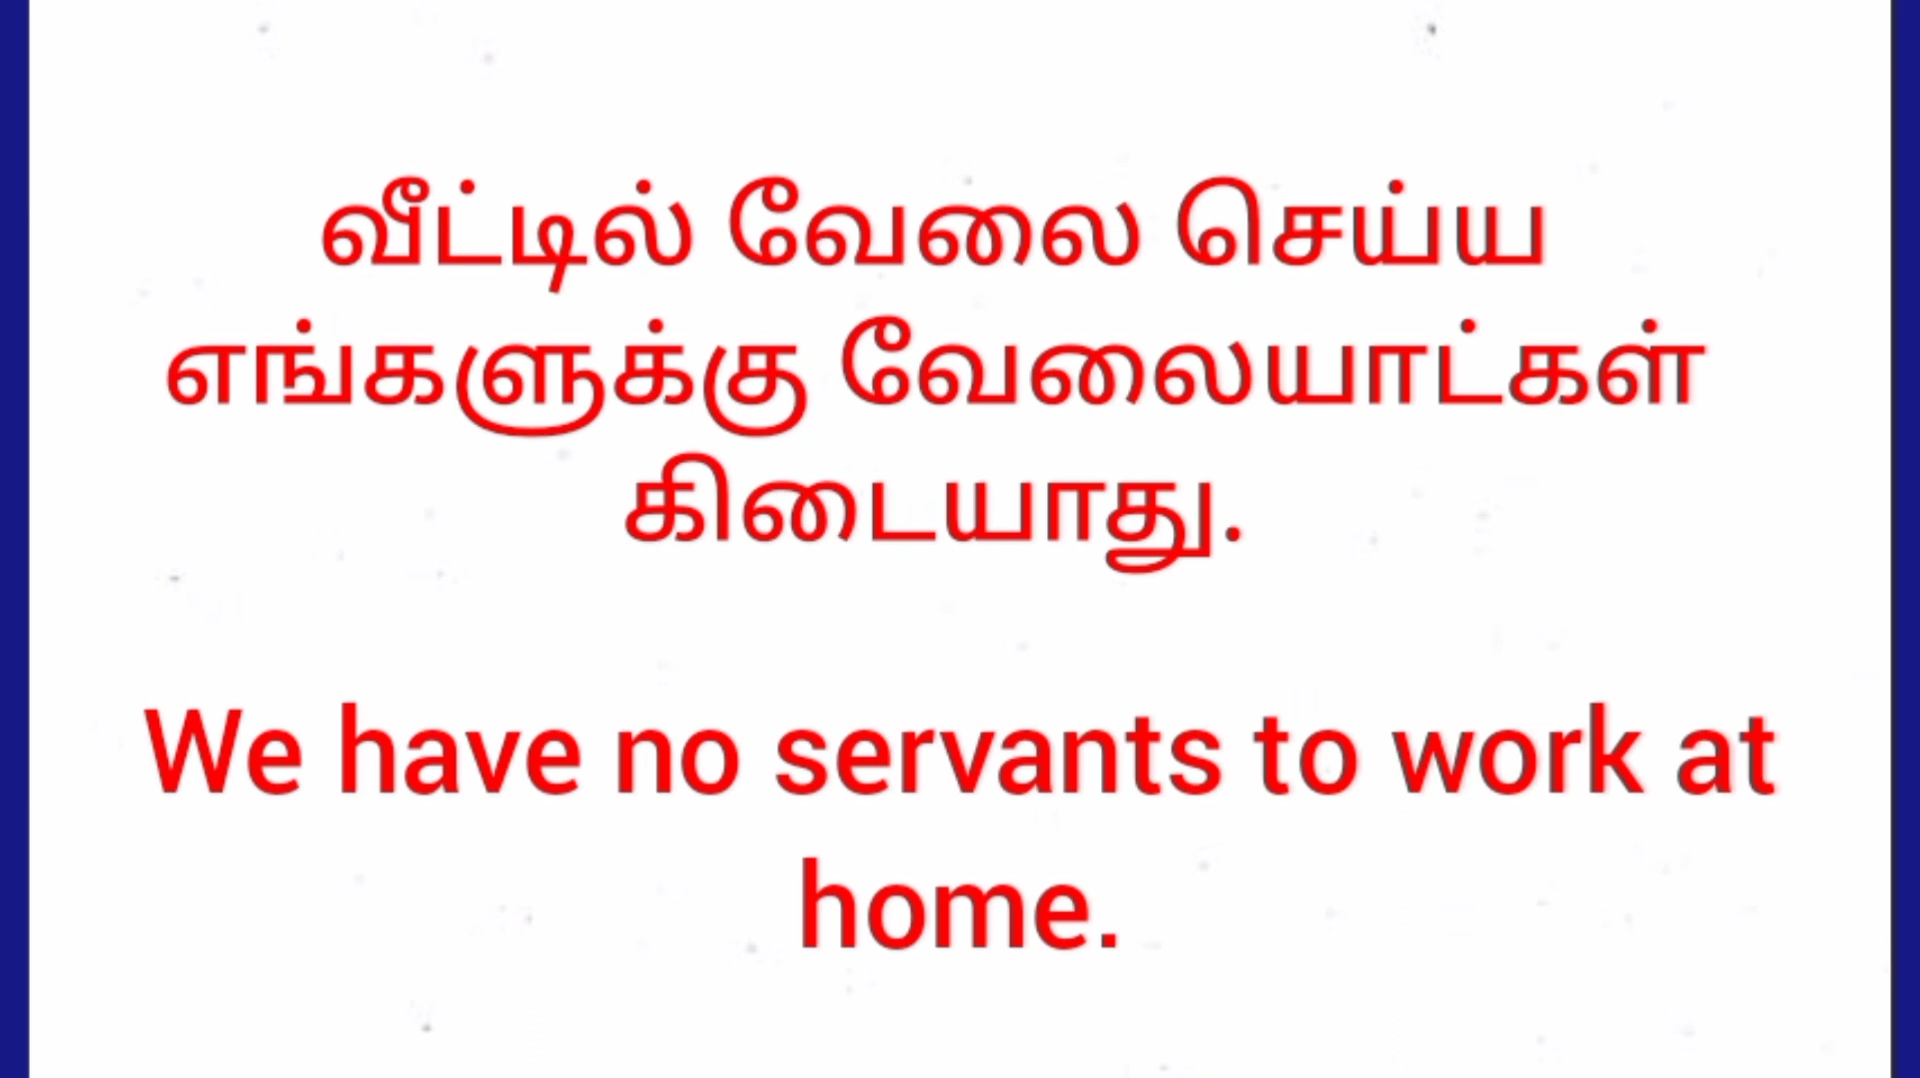 வீட்டில் வேலை செய்ய
எங்களுக்கு வேலையாட்கள்
கிடையாது.
We have no servants to work at
home.